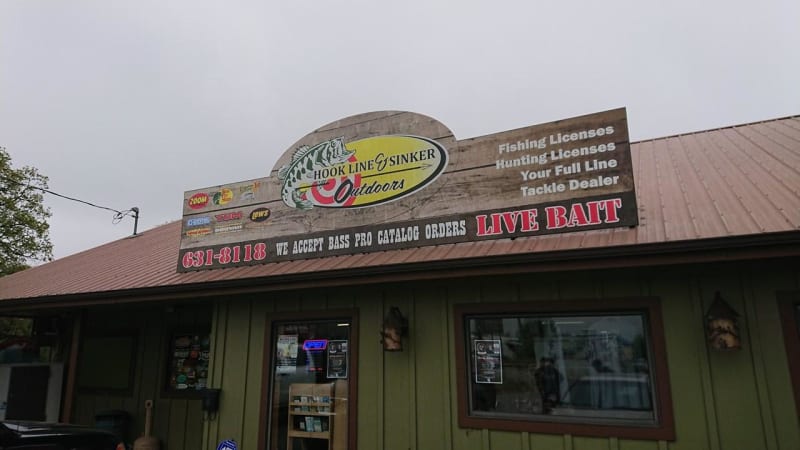 HOOK LINE & SINKER
Outdoors
Fishing Licenses
Hunting Licenses
Your Full Line
Tackle Dealer
ZOOM
LEW'S
631-8118
WE ACCEPT BASS PRO CATALOG ORDERS
LIVE BAIT